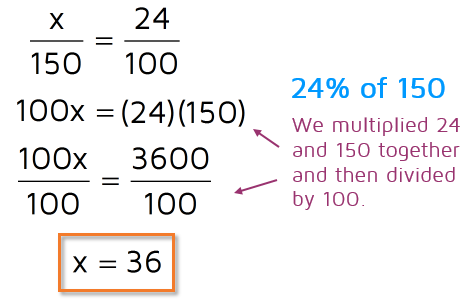 x/150 = 24/100
100x = (24)(150)
100x/100 = 3600/100
x = 36
24% of 150
We multiplied 24
and 150 together
and then divided
by 100.